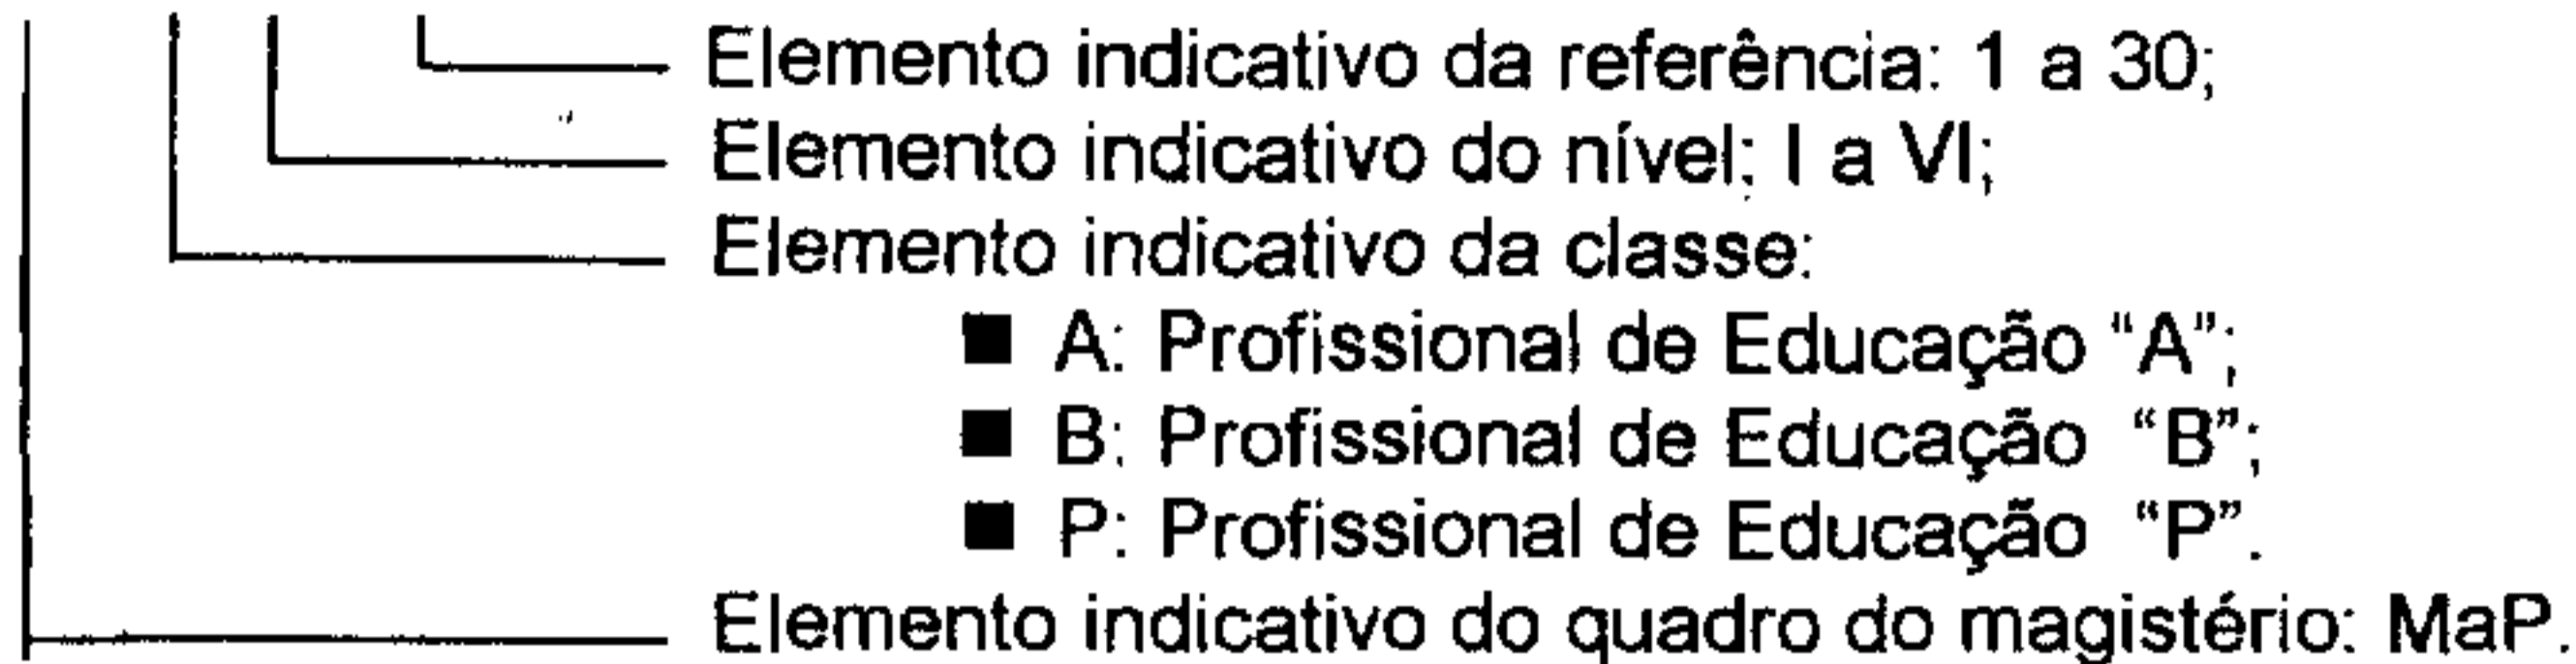 Elemento indicativo da referência: 1 a 30;
Elemento indicativo do nível: I a VI;
Elemento indicativo da classe:
■ A: Profissional de Educação “A”;
■ B: Profissional de Educação “B”;
■ P: Profissional de Educação “P”.
Elemento indicativo do quadro do magistério: MaP.